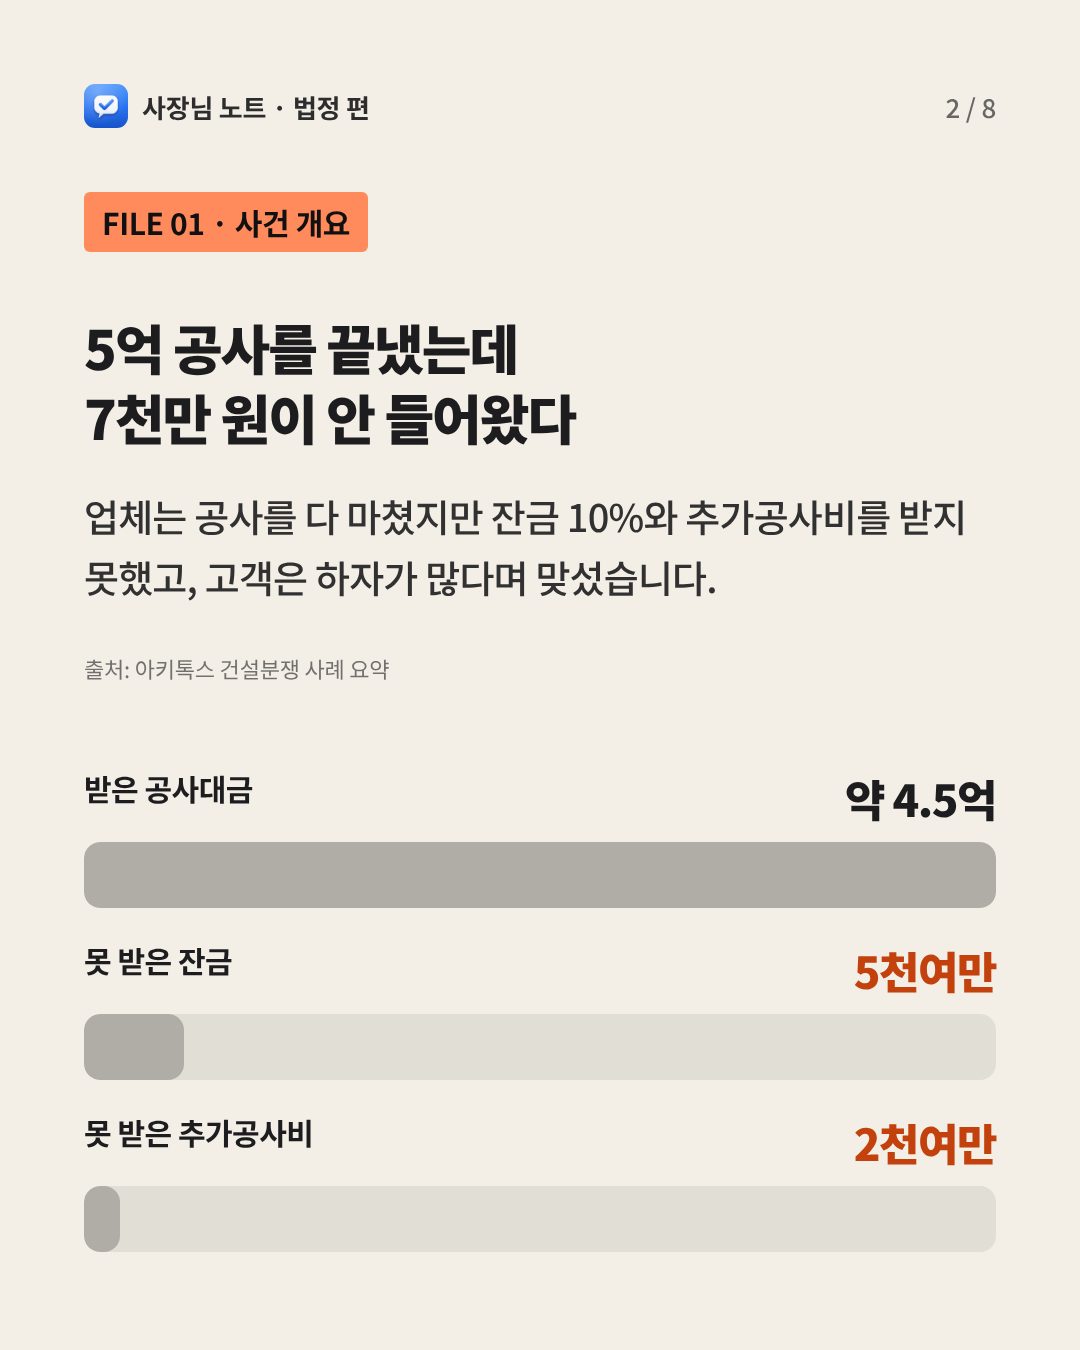 사장님 노트 · 법정 편
2 / 8
FILE 01 · 사건 개요
5억 공사를 끝냈는데
7천만 원이 안 들어왔다
업체는 공사를 다 마쳤지만 잔금 10%와 추가공사비를 받지
못했고, 고객은 하자가 많다며 맞섰습니다.
출처: 아키톡스 건설분쟁 사례 요약
받은 공사대금
약 4.5억
못 받은 잔금
5천여만
못 받은 추가공사비
2천여만